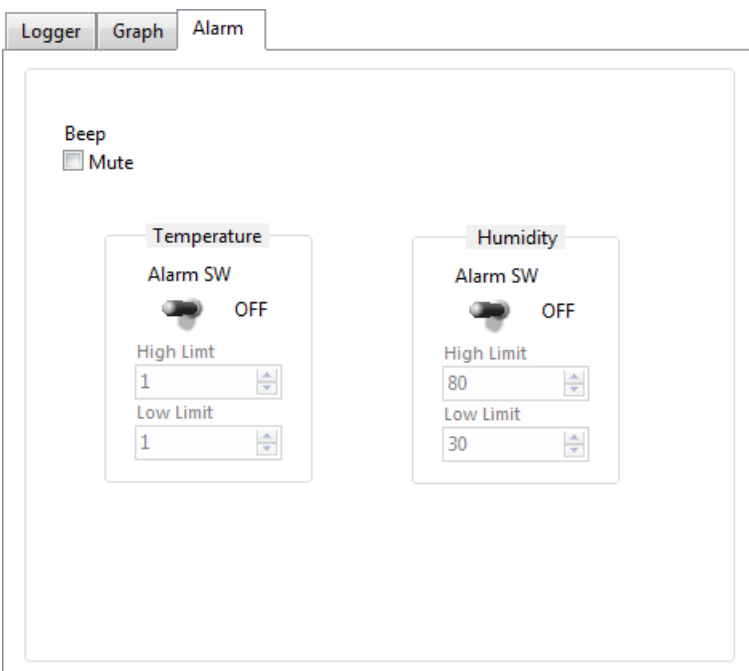 Logger Graph Alarm
Beep
Mute
Temperature
Alarm SW
OFF
High Limt
1
Low Limit
1
Humidity
Alarm SW
OFF
High Limit
80
Low Limit
30